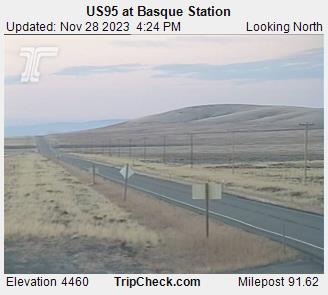 US95 at Basque Station
Updated: Nov 28 2023 4:24 PM Looking North
Elevation 4460 TripCheck.com Milepost 91.62